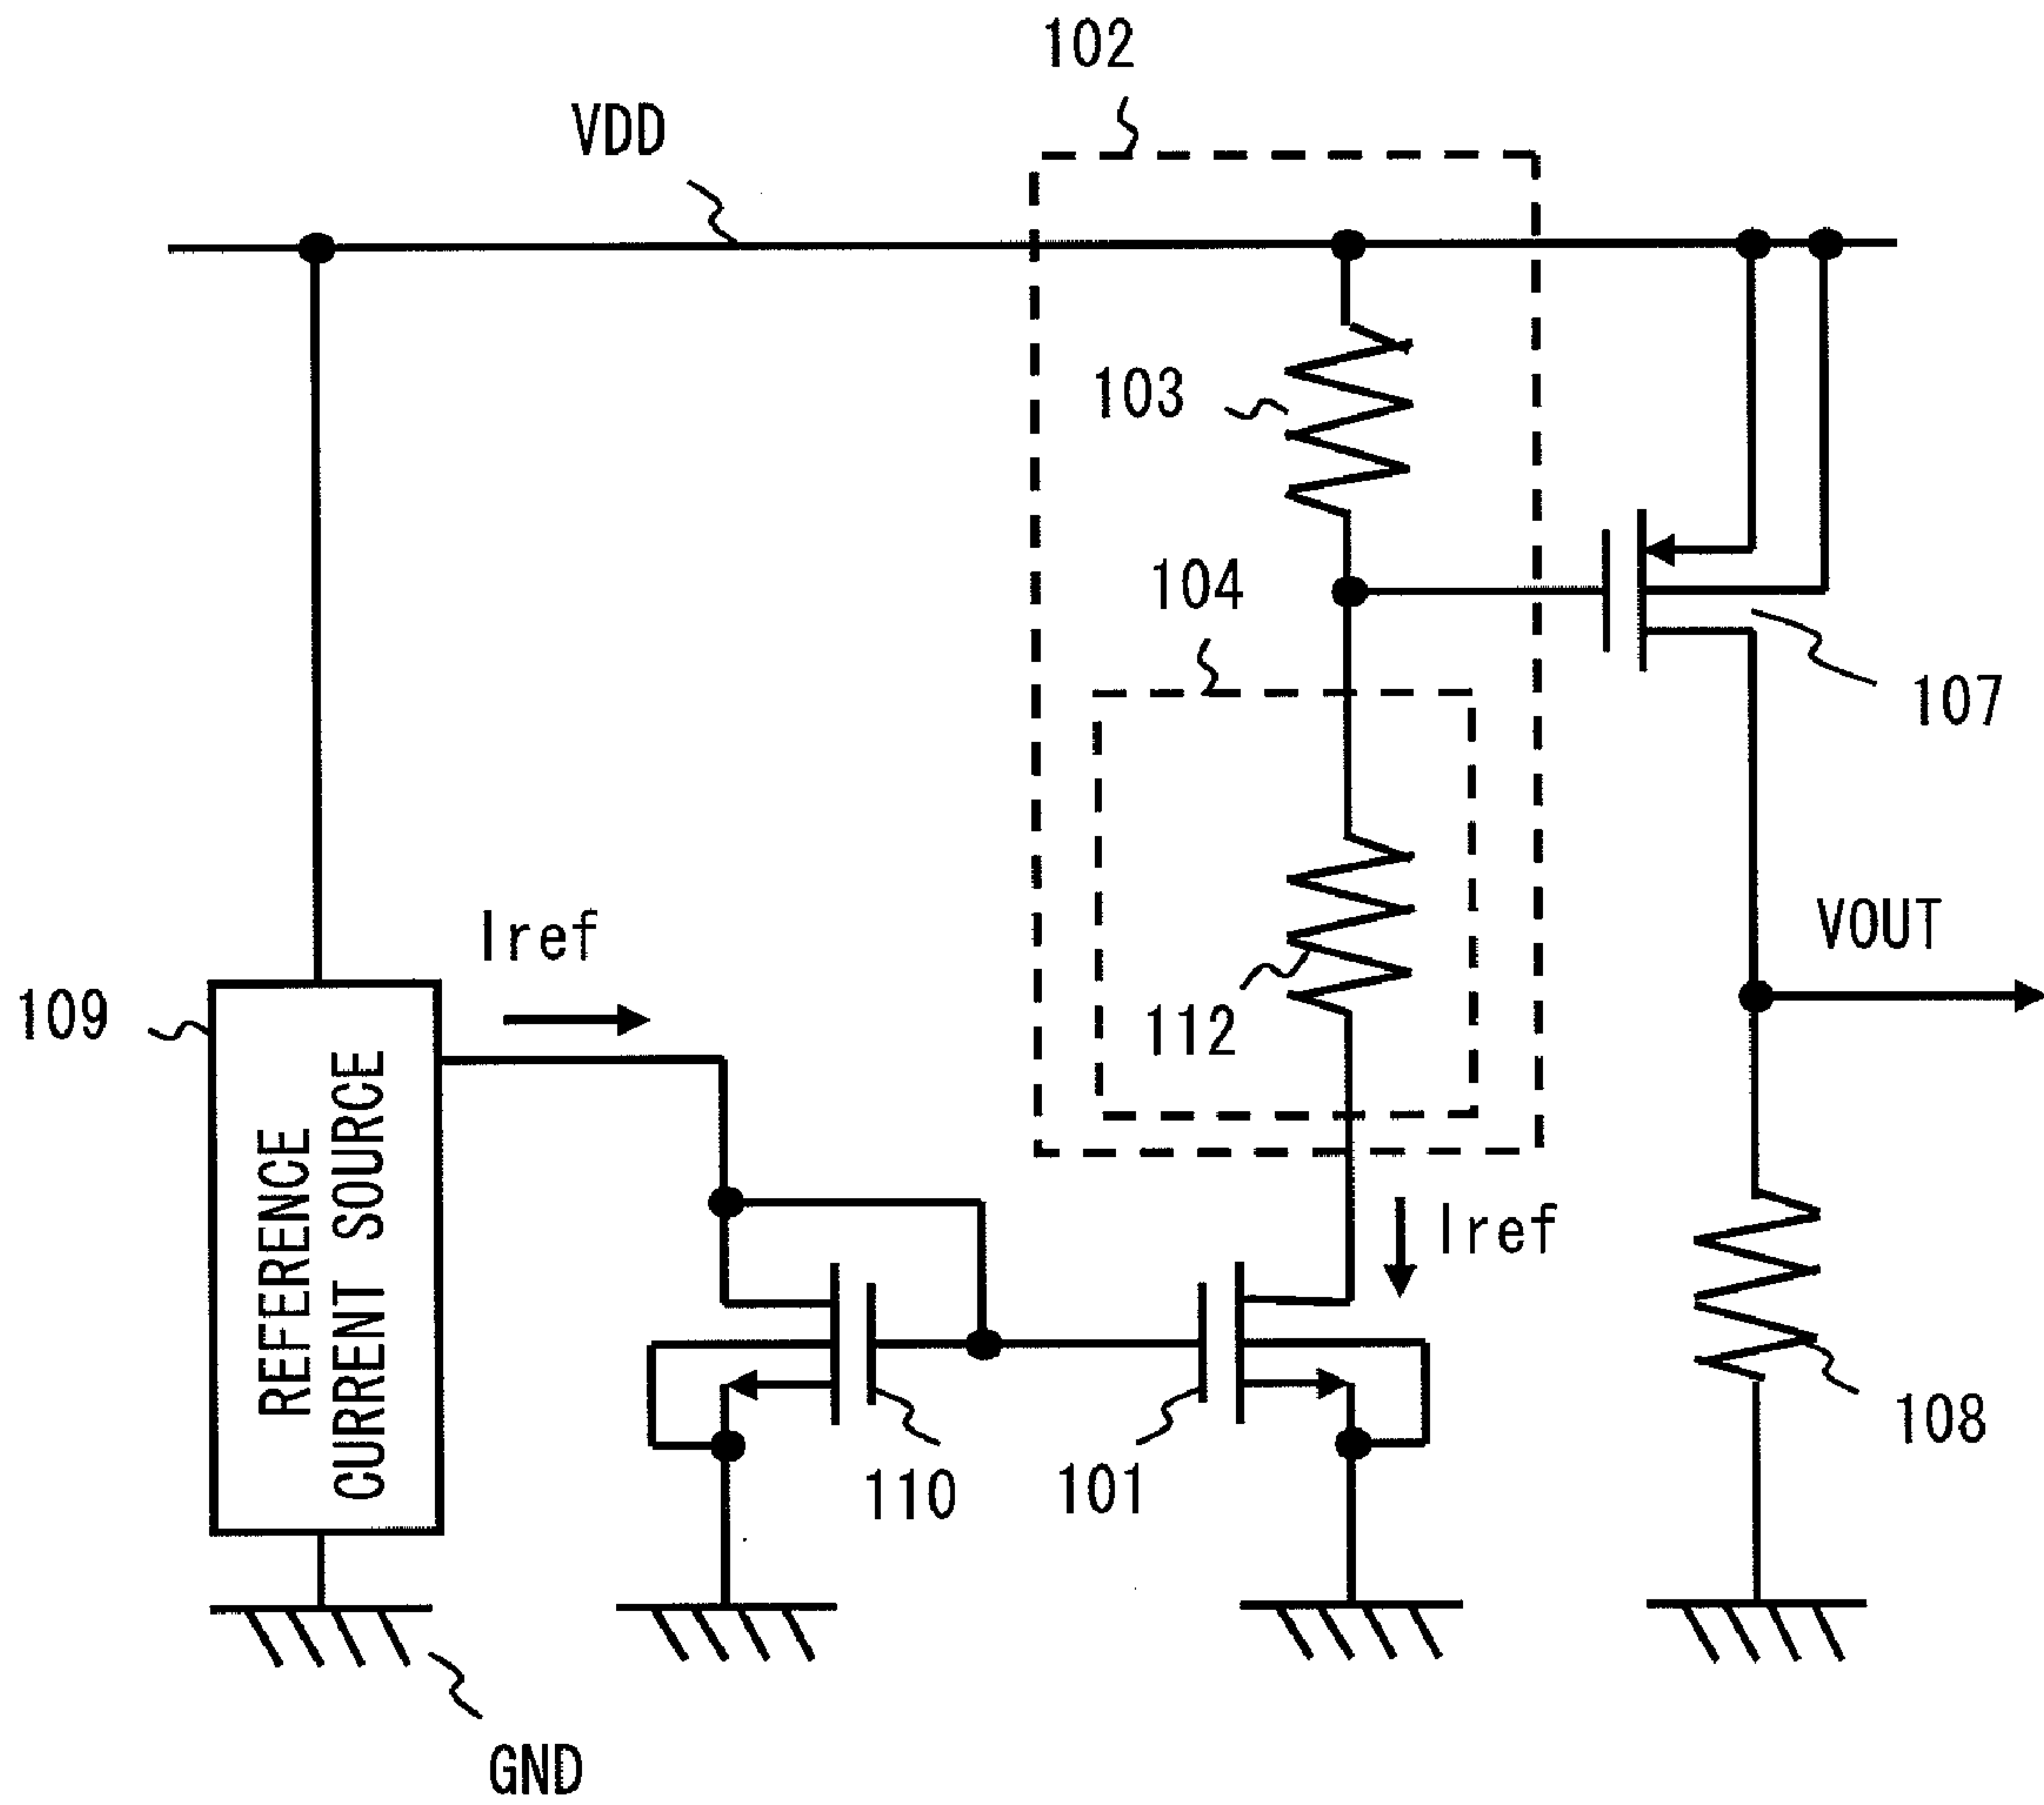 102
VDD
103
104
107
Iref
VOUT
109
112
REFERENCE
CURRENT SOURCE
Iref
108
110
101
GND